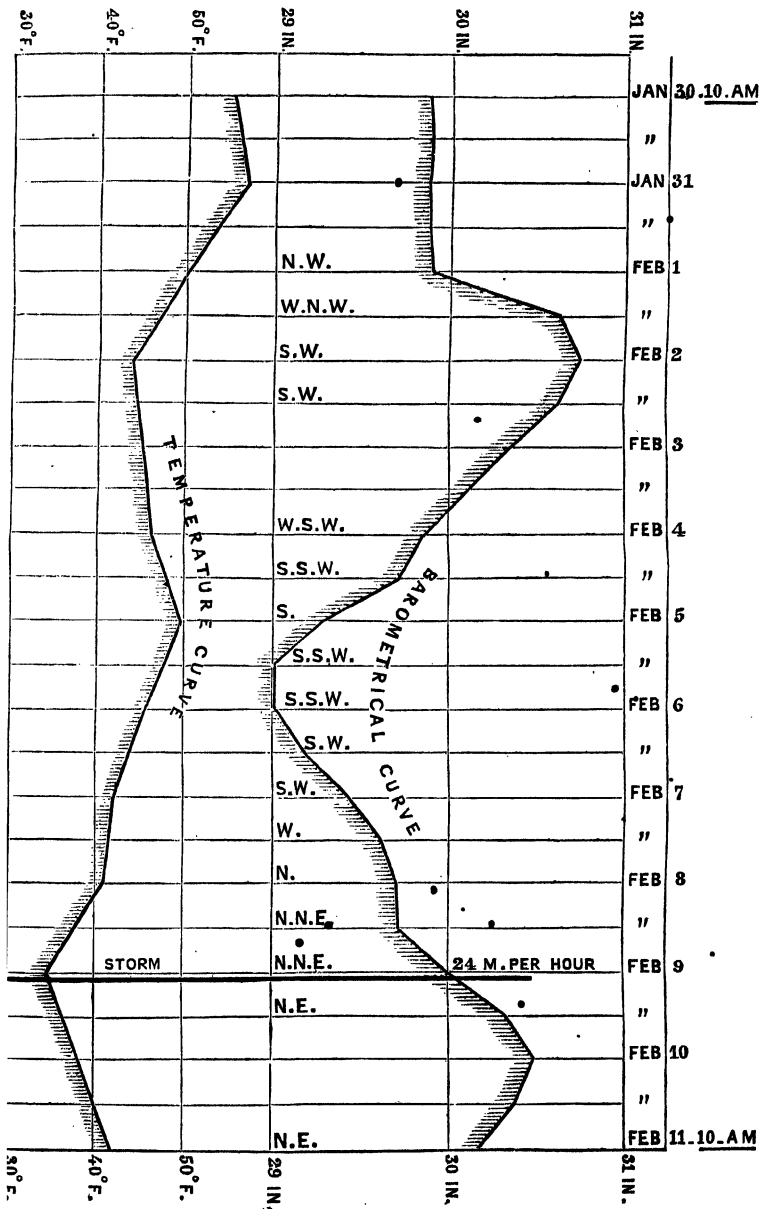 30°F. 40°F. 50°F. 29 IN. 30 IN. 31 IN.
JAN 30.10.AM
"
JAN 31
"
N.W. FEB 1
W.N.W. "
S.W. FEB 2
S.W. "
FEB 3
"
W.S.W. FEB 4
S.S.W. "
S. FEB 5
S.S.W. "
S.S.W. FEB 6
S.W. "
S.W. FEB 7
W. "
N. FEB 8
N.N.E. "
STORM N.N.E. 24 M.PER HOUR FEB 9
N.E. "
FEB 10
"
N.E. FEB 11.10.AM
TEMPERATURE CURVE
BAROMETRICAL CURVE
30°F. 40°F. 50°F. 29 IN. 30 IN. 31 IN.